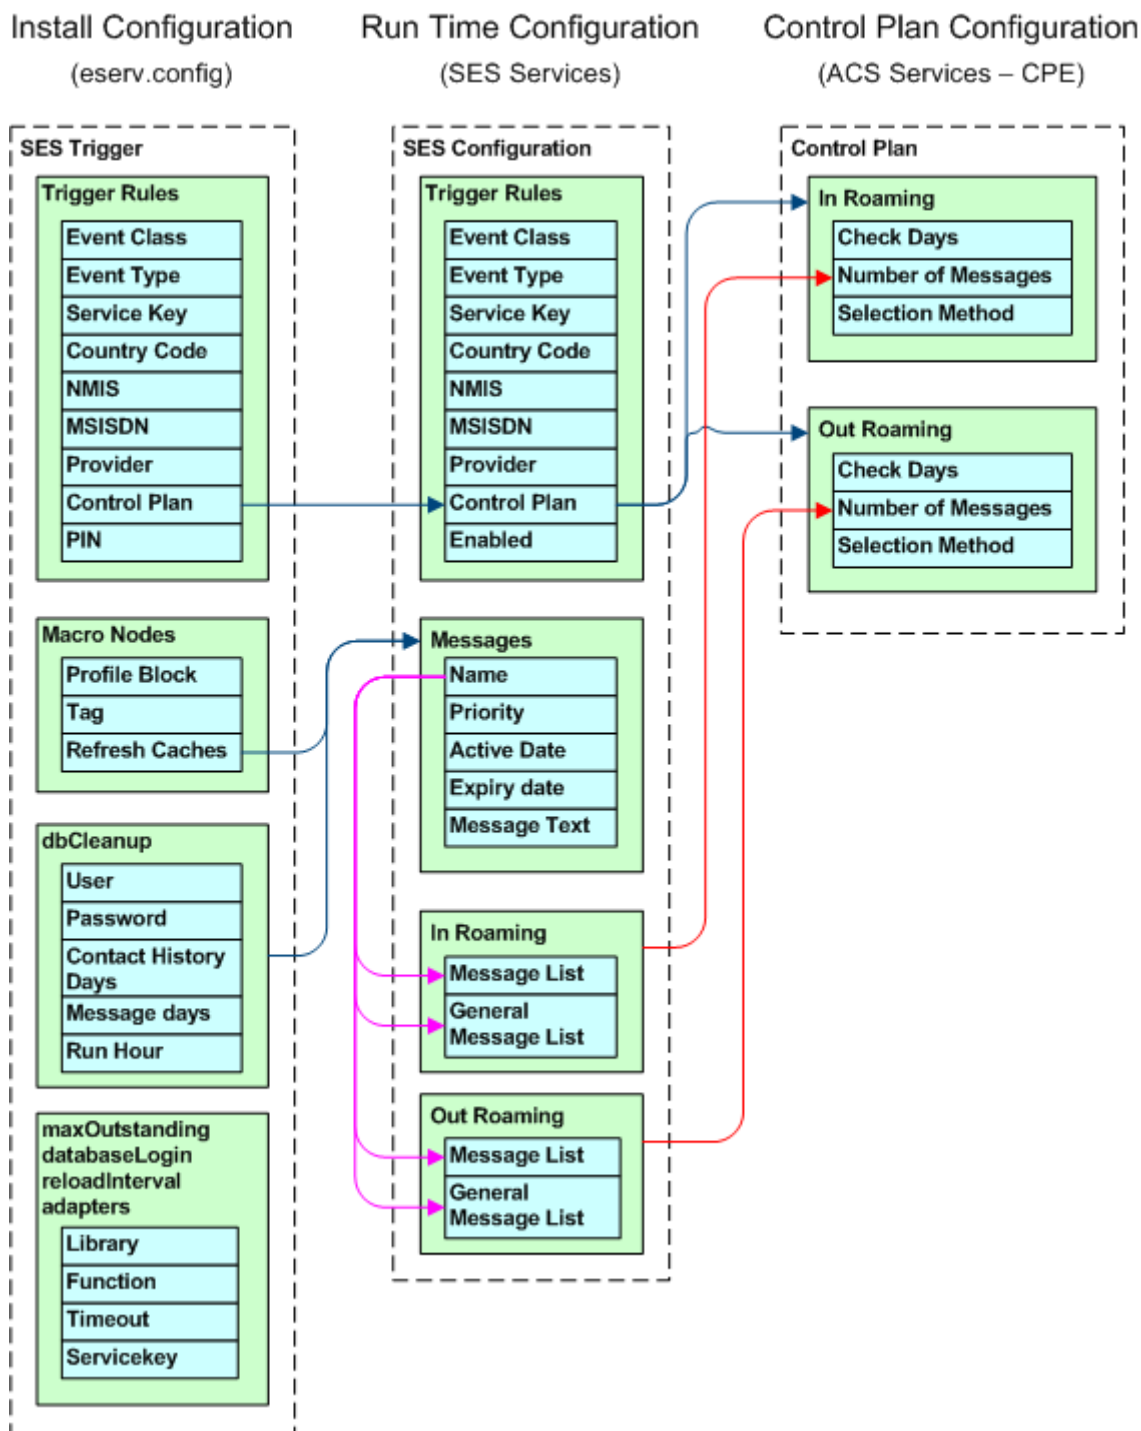 Install Configuration
(eserv.config)
SES Trigger
Trigger Rules
Event Class
Event Type
Service Key
Country Code
NMIS
MSISDN
Provider
Control Plan
PIN
Macro Nodes
Profile Block
Tag
Refresh Caches
dbCleanup
User
Password
Contact History
Days
Message days
Run Hour
maxOutstanding
databaseLogin
reloadInterval
adapters
Library
Function
Timeout
Servicekey
Run Time Configuration
(SES Services)
SES Configuration
Trigger Rules
Event Class
Event Type
Service Key
Country Code
NMIS
MSISDN
Provider
Control Plan
Enabled
Messages
Name
Priority
Active Date
Expiry date
Message Text
In Roaming
Message List
General
Message List
Out Roaming
Message List
General
Message List
Control Plan Configuration
(ACS Services – CPE)
Control Plan
In Roaming
Check Days
Number of Messages
Selection Method
Out Roaming
Check Days
Number of Messages
Selection Method